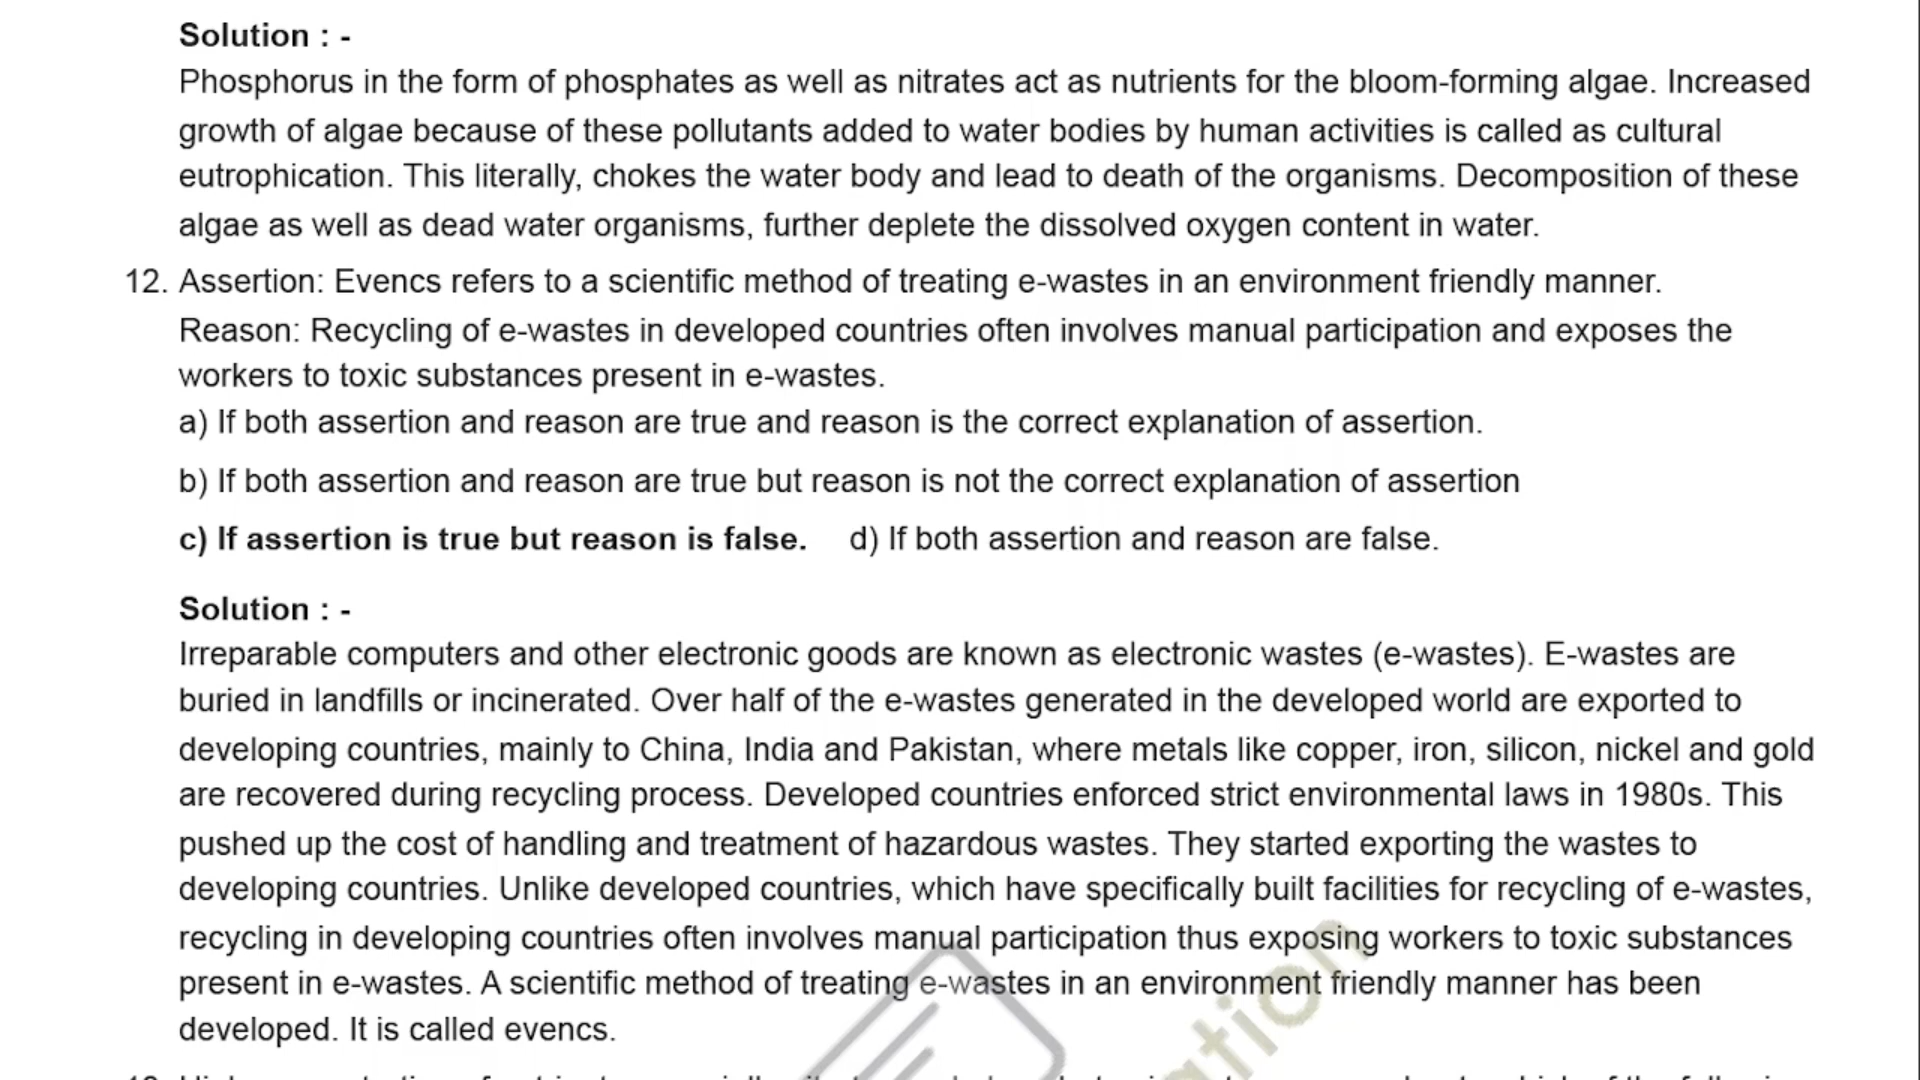 Solution : -
Phosphorus in the form of phosphates as well as nitrates act as nutrients for the bloom-forming algae. Increased
growth of algae because of these pollutants added to water bodies by human activities is called as cultural
eutrophication. This literally, chokes the water body and lead to death of the organisms. Decomposition of these
algae as well as dead water organisms, further deplete the dissolved oxygen content in water.
12. Assertion: Evencs refers to a scientific method of treating e-wastes in an environment friendly manner.
Reason: Recycling of e-wastes in developed countries often involves manual participation and exposes the
workers to toxic substances present in e-wastes.
a) If both assertion and reason are true and reason is the correct explanation of assertion.
b) If both assertion and reason are true but reason is not the correct explanation of assertion
c) If assertion is true but reason is false. d) If both assertion and reason are false.
Solution : -
Irreparable computers and other electronic goods are known as electronic wastes (e-wastes). E-wastes are
buried in landfills or incinerated. Over half of the e-wastes generated in the developed world are exported to
developing countries, mainly to China, India and Pakistan, where metals like copper, iron, silicon, nickel and gold
are recovered during recycling process. Developed countries enforced strict environmental laws in 1980s. This
pushed up the cost of handling and treatment of hazardous wastes. They started exporting the wastes to
developing countries. Unlike developed countries, which have specifically built facilities for recycling of e-wastes,
recycling in developing countries often involves manual participation thus exposing workers to toxic substances
present in e-wastes. A scientific method of treating e-wastes in an environment friendly manner has been
developed. It is called evencs.